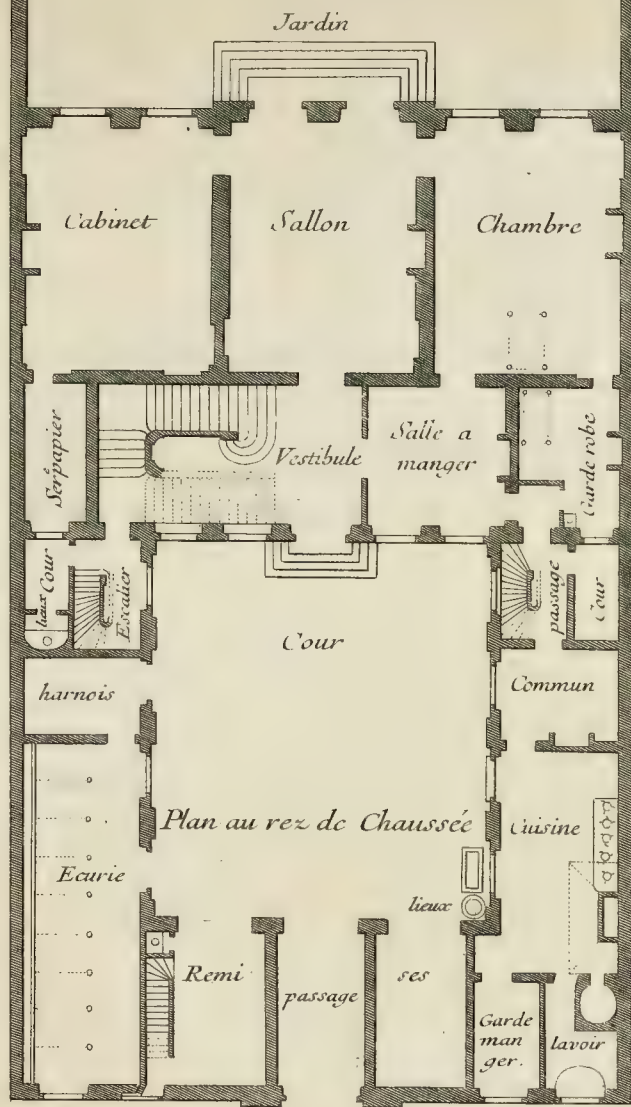 Jardin
Cabinet
Sallon
Chambre
Serpapier
Vestibule
Salle a
manger
Garde robe
lieux
Cour
Escalier
Cour
passage
Cour
harnois
Commun
Plan au rez de Chaussée
Cuisine
Ecurie
lieux
Remi
passage
ses
Garde
man
ger.
lavoir